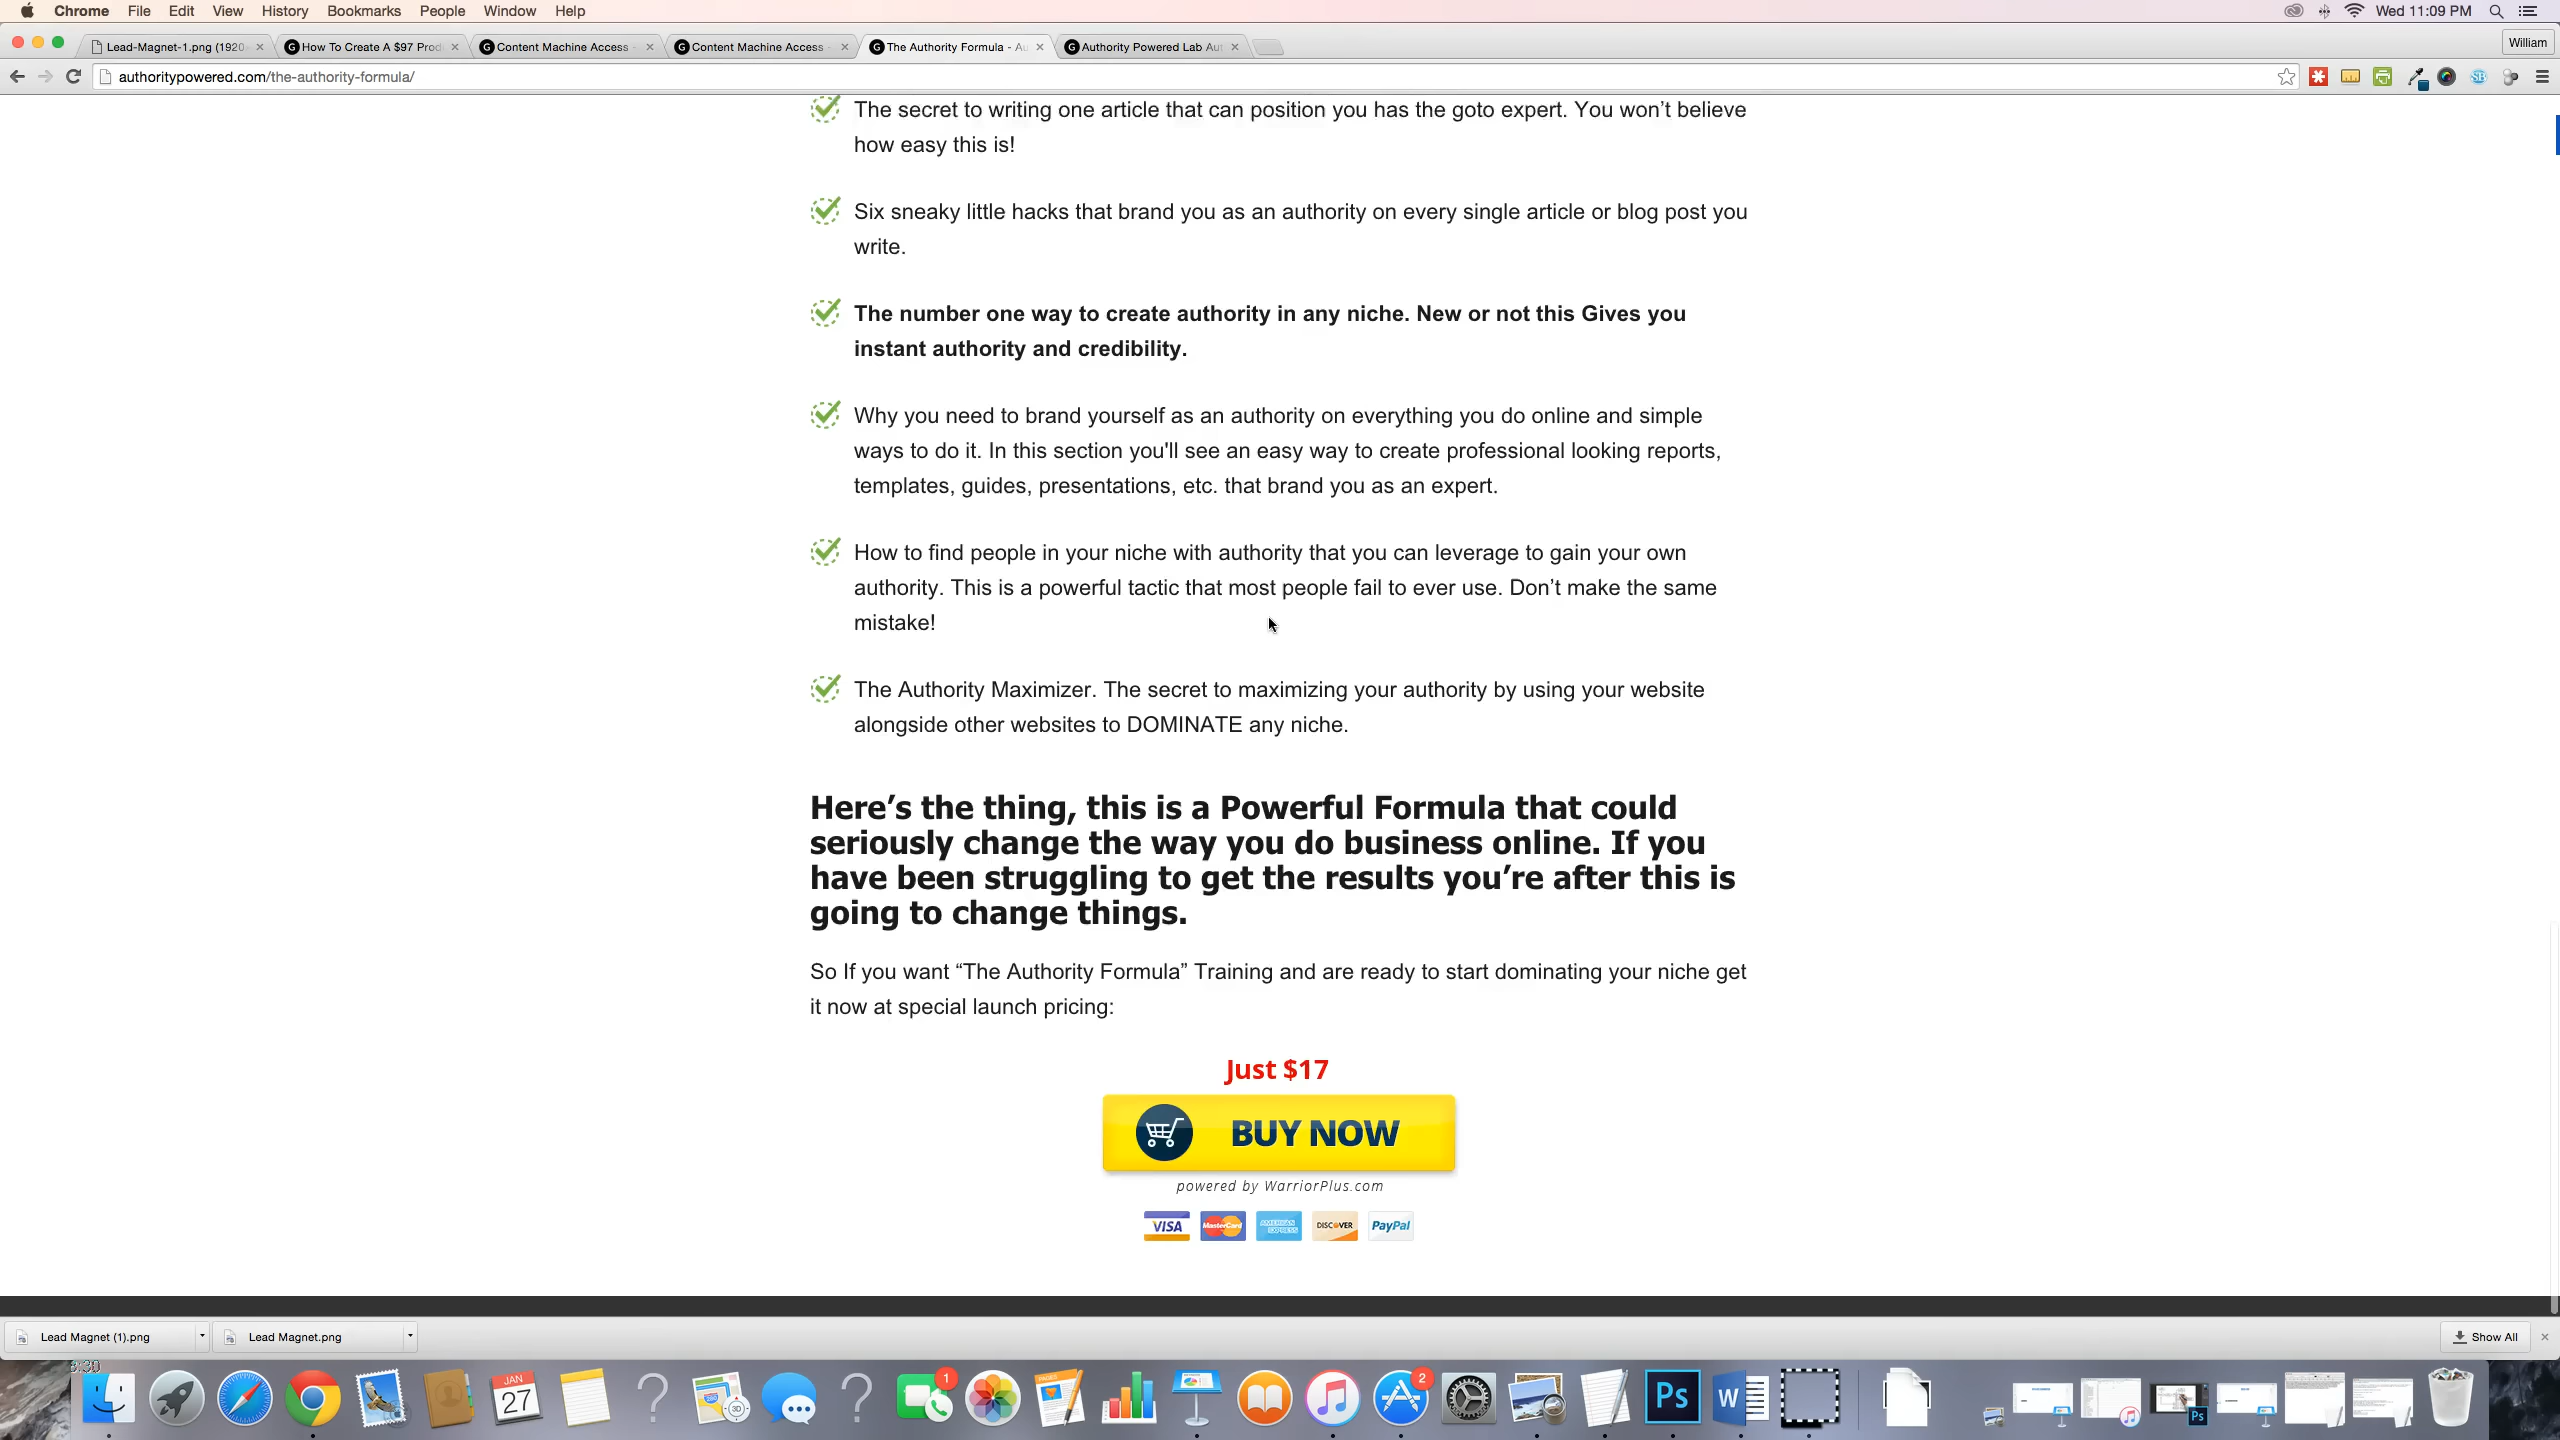 Chrome File Edit View History Bookmarks People Window Help Wed 11:09 PM
Lead-Magnet-1.png (1920 How To Create A $97 Prod Content Machine Access - Content Machine Access - The Authority Formula - Au Authority Powered Lab Aut William
authoritypowered.com/the-authority-formula/
The secret to writing one article that can position you has the goto expert. You won’t believe
how easy this is!
Six sneaky little hacks that brand you as an authority on every single article or blog post you
write.
The number one way to create authority in any niche. New or not this Gives you
instant authority and credibility.
Why you need to brand yourself as an authority on everything you do online and simple
ways to do it. In this section you'll see an easy way to create professional looking reports,
templates, guides, presentations, etc. that brand you as an expert.
How to find people in your niche with authority that you can leverage to gain your own
authority. This is a powerful tactic that most people fail to ever use. Don’t make the same
mistake!
The Authority Maximizer. The secret to maximizing your authority by using your website
alongside other websites to DOMINATE any niche.
Here’s the thing, this is a Powerful Formula that could
seriously change the way you do business online. If you
have been struggling to get the results you’re after this is
going to change things.
So If you want “The Authority Formula” Training and are ready to start dominating your niche get
it now at special launch pricing:
Just $17
BUY NOW
powered by WarriorPlus.com
VISA MasterCard AMERICAN EXPRESS DISCOVER PayPal
Lead Magnet (1).png Lead Magnet.png Show All
JAN
27
3D
1
PAGES
2
Ps
W
Ps